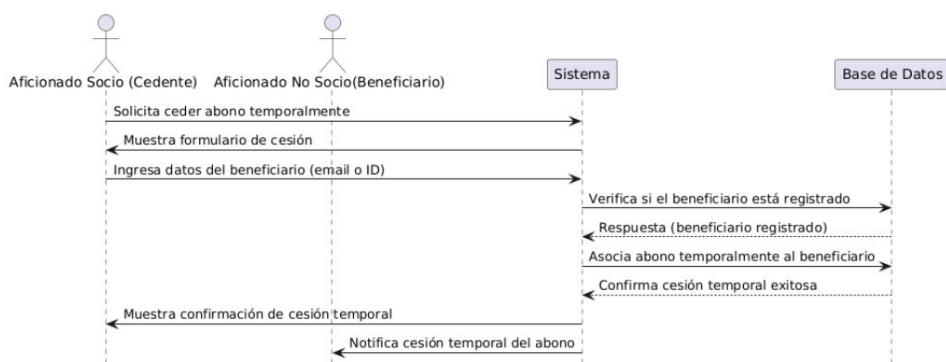 Aficionado Socio (Cedente)
Aficionado No Socio(Beneficiario)
Sistema
Base de Datos
Solicita ceder abono temporalmente
Muestra formulario de cesión
Ingresa datos del beneficiario (email o ID)
Verifica si el beneficiario está registrado
Respuesta (beneficiario registrado)
Asocia abono temporalmente al beneficiario
Confirma cesión temporal exitosa
Muestra confirmación de cesión temporal
Notifica cesión temporal del abono